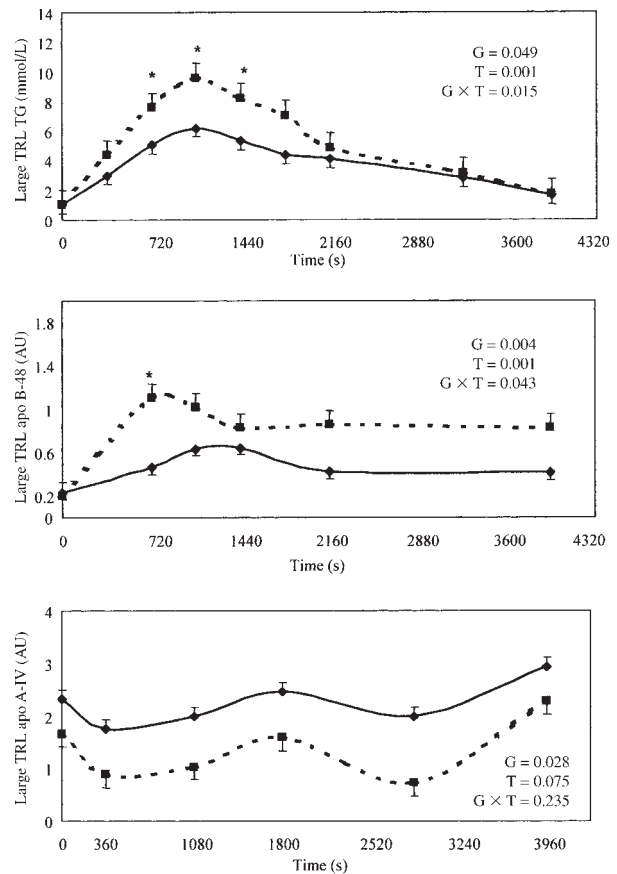 Large TRL TG (mmol/L)
14
12
10
8
6
4
2
0
* * *
G = 0.049
T = 0.001
G × T = 0.015
0 720 1440 2160 2880 3600 4320
Time (s)
Large TRL apo B-48 (AU)
1.8
1.4
1
0.6
0.2
0
*
G = 0.004
T = 0.001
G × T = 0.043
0 720 1440 2160 2880 3600 4320
Time (s)
Large TRL apo A-IV (AU)
4
3
2
1
0
G = 0.028
T = 0.075
G × T = 0.235
0 360 1080 1800 2520 3240 3960
Time (s)